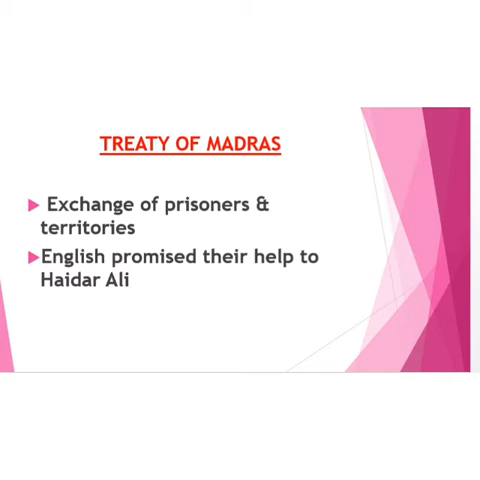 TREATY OF MADRAS
Exchange of prisoners &
territories
English promised their help to
Haidar Ali